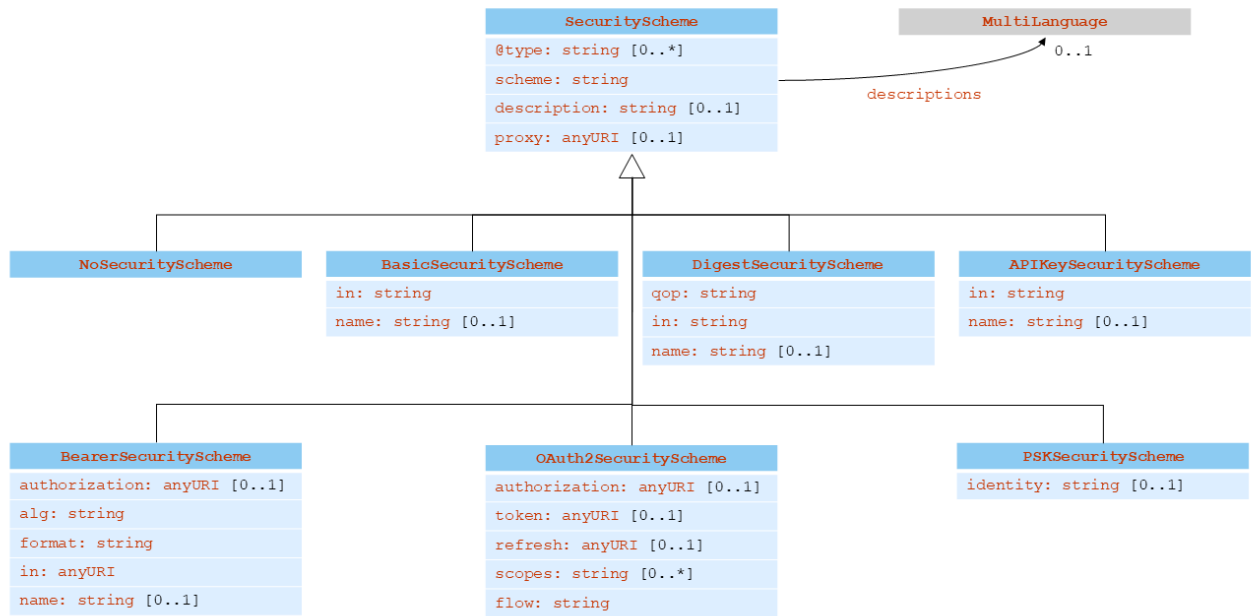 SecurityScheme
@type: string [0..*]
scheme: string
description: string [0..1]
proxy: anyURI [0..1]
MultiLanguage
0..1
descriptions
NoSecurityScheme
BasicSecurityScheme
in: string
name: string [0..1]
DigestSecurityScheme
qop: string
in: string
name: string [0..1]
APIKeySecurityScheme
in: string
name: string [0..1]
BearerSecurityScheme
authorization: anyURI [0..1]
alg: string
format: string
in: anyURI
name: string [0..1]
OAuth2SecurityScheme
authorization: anyURI [0..1]
token: anyURI [0..1]
refresh: anyURI [0..1]
scopes: string [0..*]
flow: string
PSKSecurityScheme
identity: string [0..1]